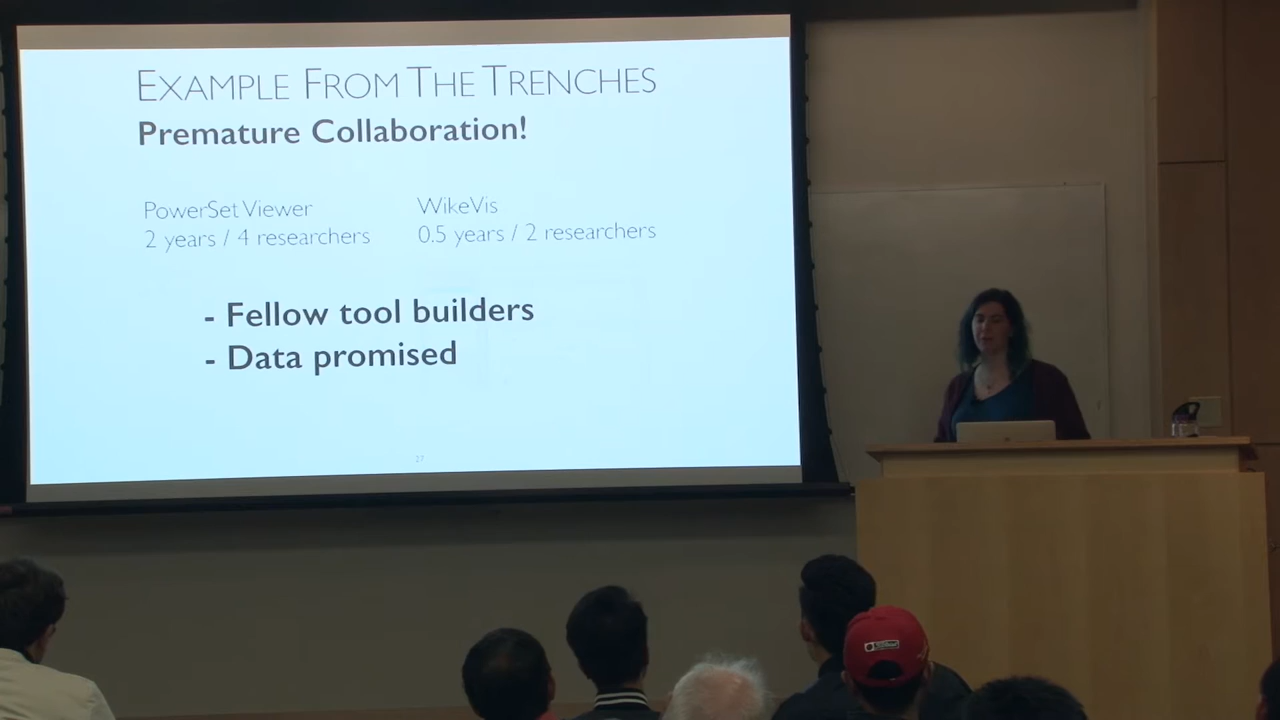 EXAMPLE FROM THE TRENCHES
Premature Collaboration!
PowerSet Viewer
2 years / 4 researchers
WikeVis
0.5 years / 2 researchers
- Fellow tool builders
- Data promised
27